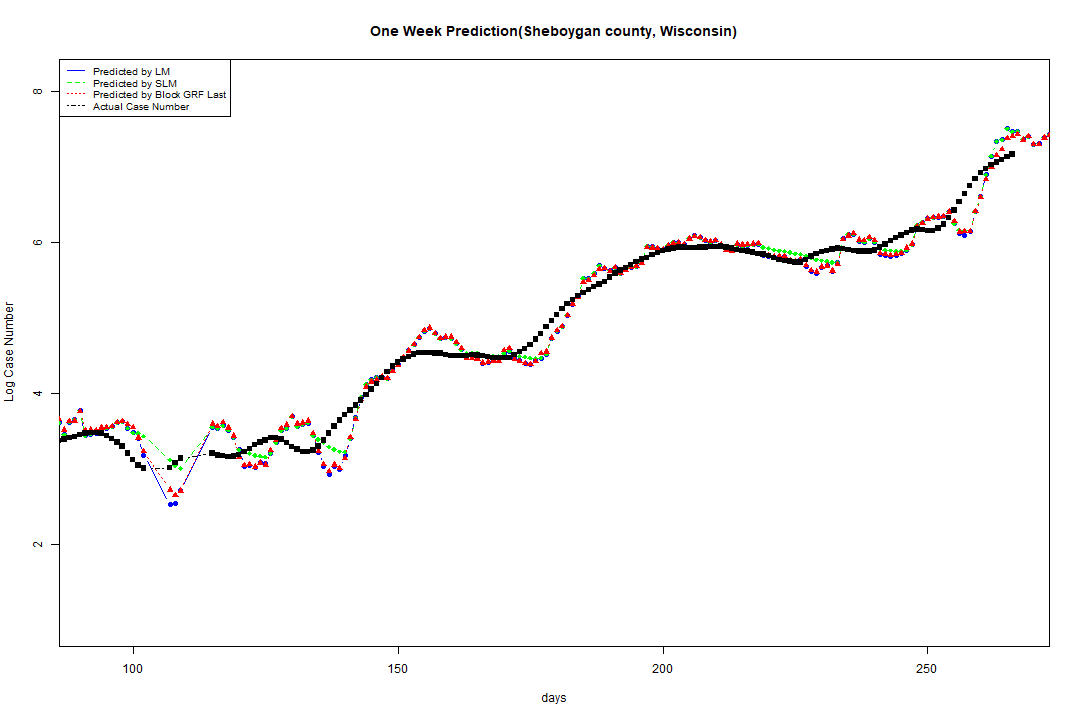 One Week Prediction(Sheboygan county, Wisconsin)
Predicted by LM
Predicted by SLM
Predicted by Block GRF Last
Actual Case Number
8
6
4
2
Log Case Number
100 150 200 250
days